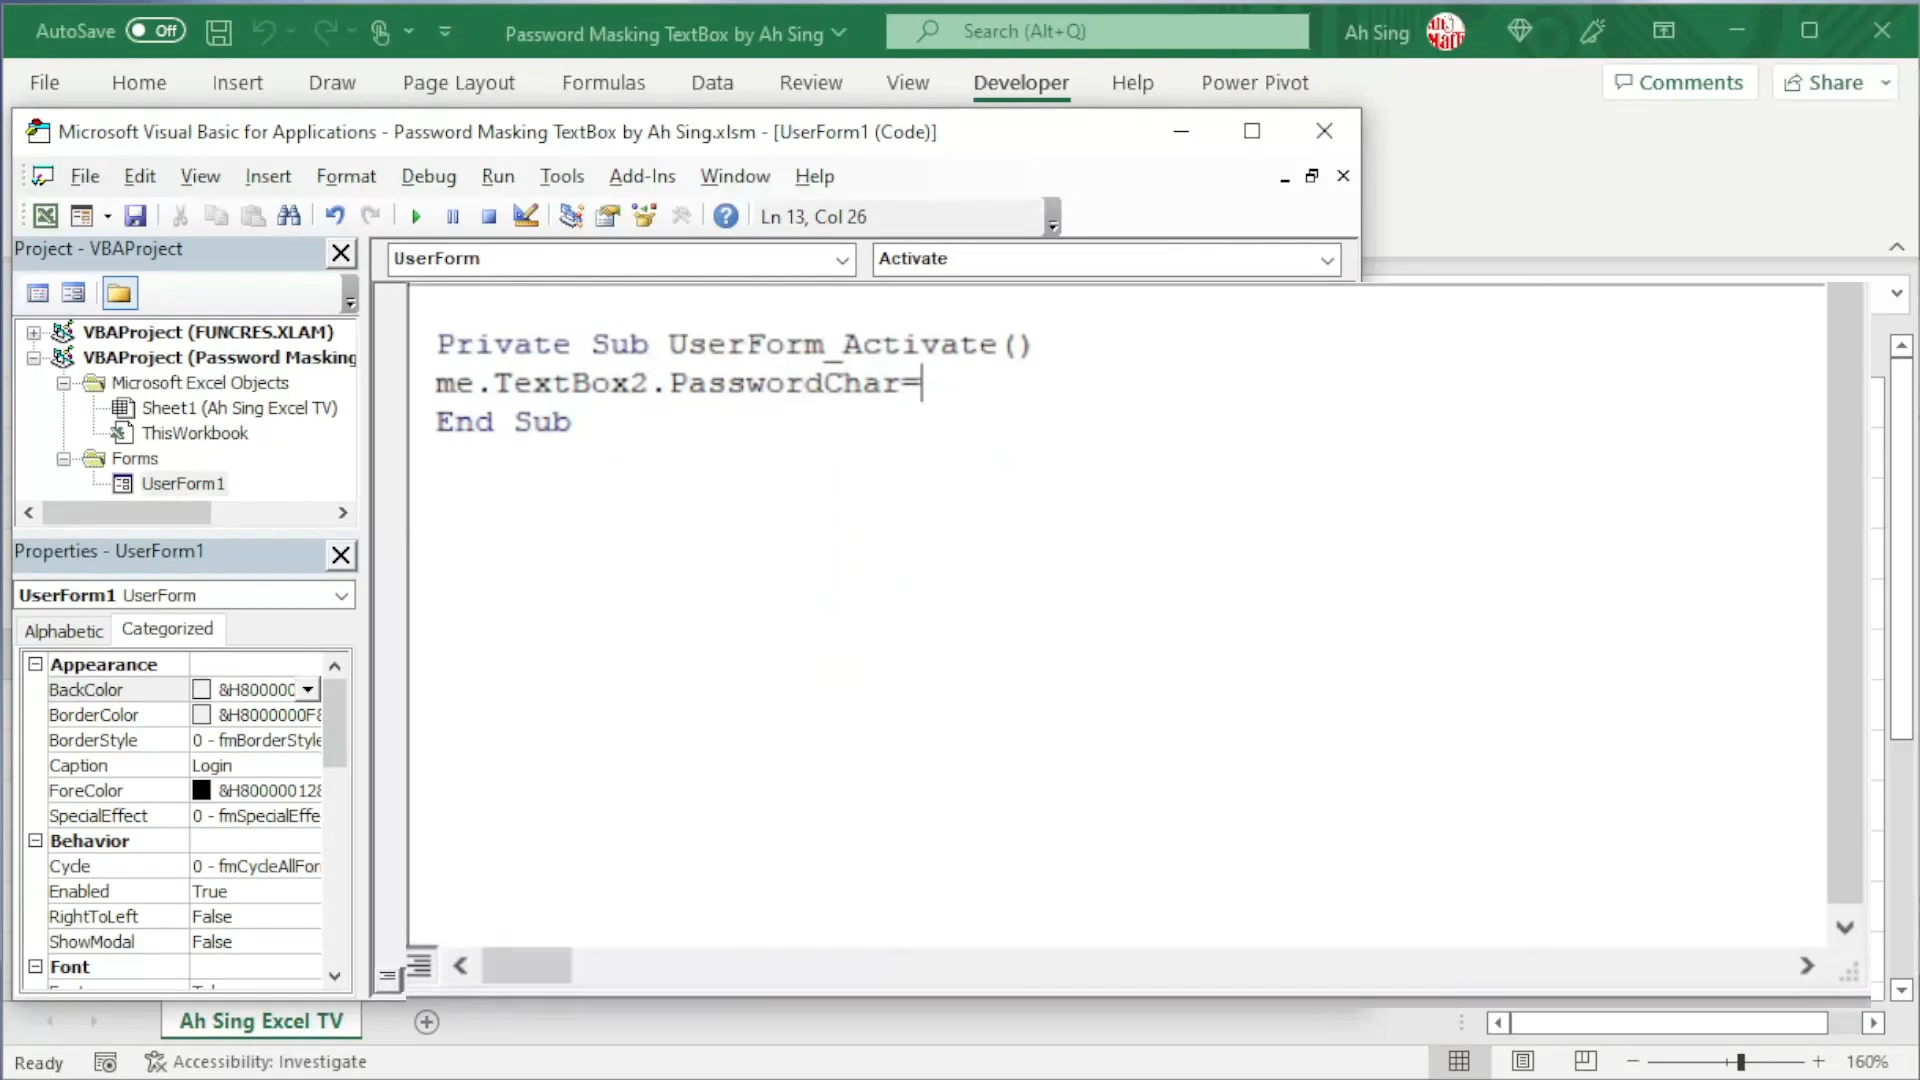 AutoSave Off Password Masking TextBox by Ah Sing Search (Alt+Q) Ah Sing
File Home Insert Draw Page Layout Formulas Data Review View Developer Help Power Pivot Comments Share
Microsoft Visual Basic for Applications - Password Masking TextBox by Ah Sing.xlsm - [UserForm1 (Code)]
File Edit View Insert Format Debug Run Tools Add-Ins Window Help
Ln 13, Col 26
Project - VBAProject
UserForm Activate
VBAProject (FUNCRES.XLAM)
VBAProject (Password Masking
Microsoft Excel Objects
Sheet1 (Ah Sing Excel TV)
ThisWorkbook
Forms
UserForm1
Private Sub UserForm_Activate()
me.TextBox2.PasswordChar=
End Sub
Properties - UserForm1
UserForm1 UserForm
Alphabetic Categorized
Appearance
BackColor &H800000
BorderColor &H8000000F&
BorderStyle 0 - fmBorderStyle
Caption Login
ForeColor &H80000012&
SpecialEffect 0 - fmSpecialEffe
Behavior
Cycle 0 - fmCycleAllFor
Enabled True
RightToLeft False
ShowModal False
Font
Ah Sing Excel TV
Ready Accessibility: Investigate 160%